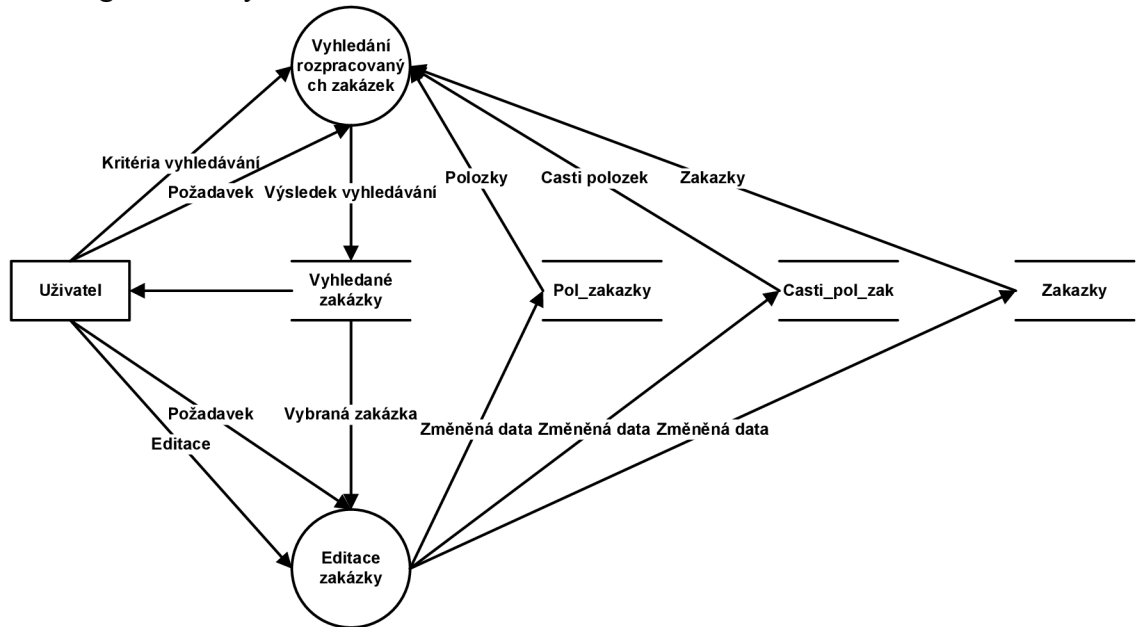 Vyhledání
rozpracovaný
ch zakázek
Kritéria vyhledávání
Požadavek
Výsledek vyhledávání
Polozky
Casti polozek
Zakazky
Uživatel
Vyhledané
zakázky
Pol_zakazky
Casti_pol_zak
Zakazky
Požadavek
Vybraná zakázka
Editace
Změněná data
Změněná data
Změněná data
Editace
zakázky